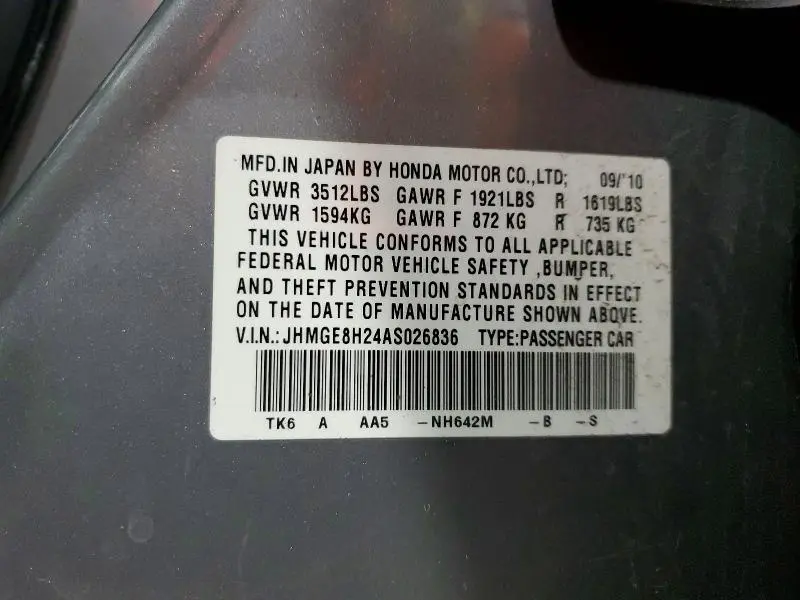 MFD.IN JAPAN BY HONDA MOTOR CO.,LTD; 09/'10
GVWR 3512LBS GAWR F 1921LBS R 1619LBS
GVWR 1594KG GAWR F 872 KG R 735 KG
THIS VEHICLE CONFORMS TO ALL APPLICABLE
FEDERAL MOTOR VEHICLE SAFETY ,BUMPER,
AND THEFT PREVENTION STANDARDS IN EFFECT
ON THE DATE OF MANUFACTURE SHOWN ABOVE.
V.I.N.: JHMGE8H24AS026836 TYPE:PASSENGER CAR
TK6 A AA5 -NH642M -B -S